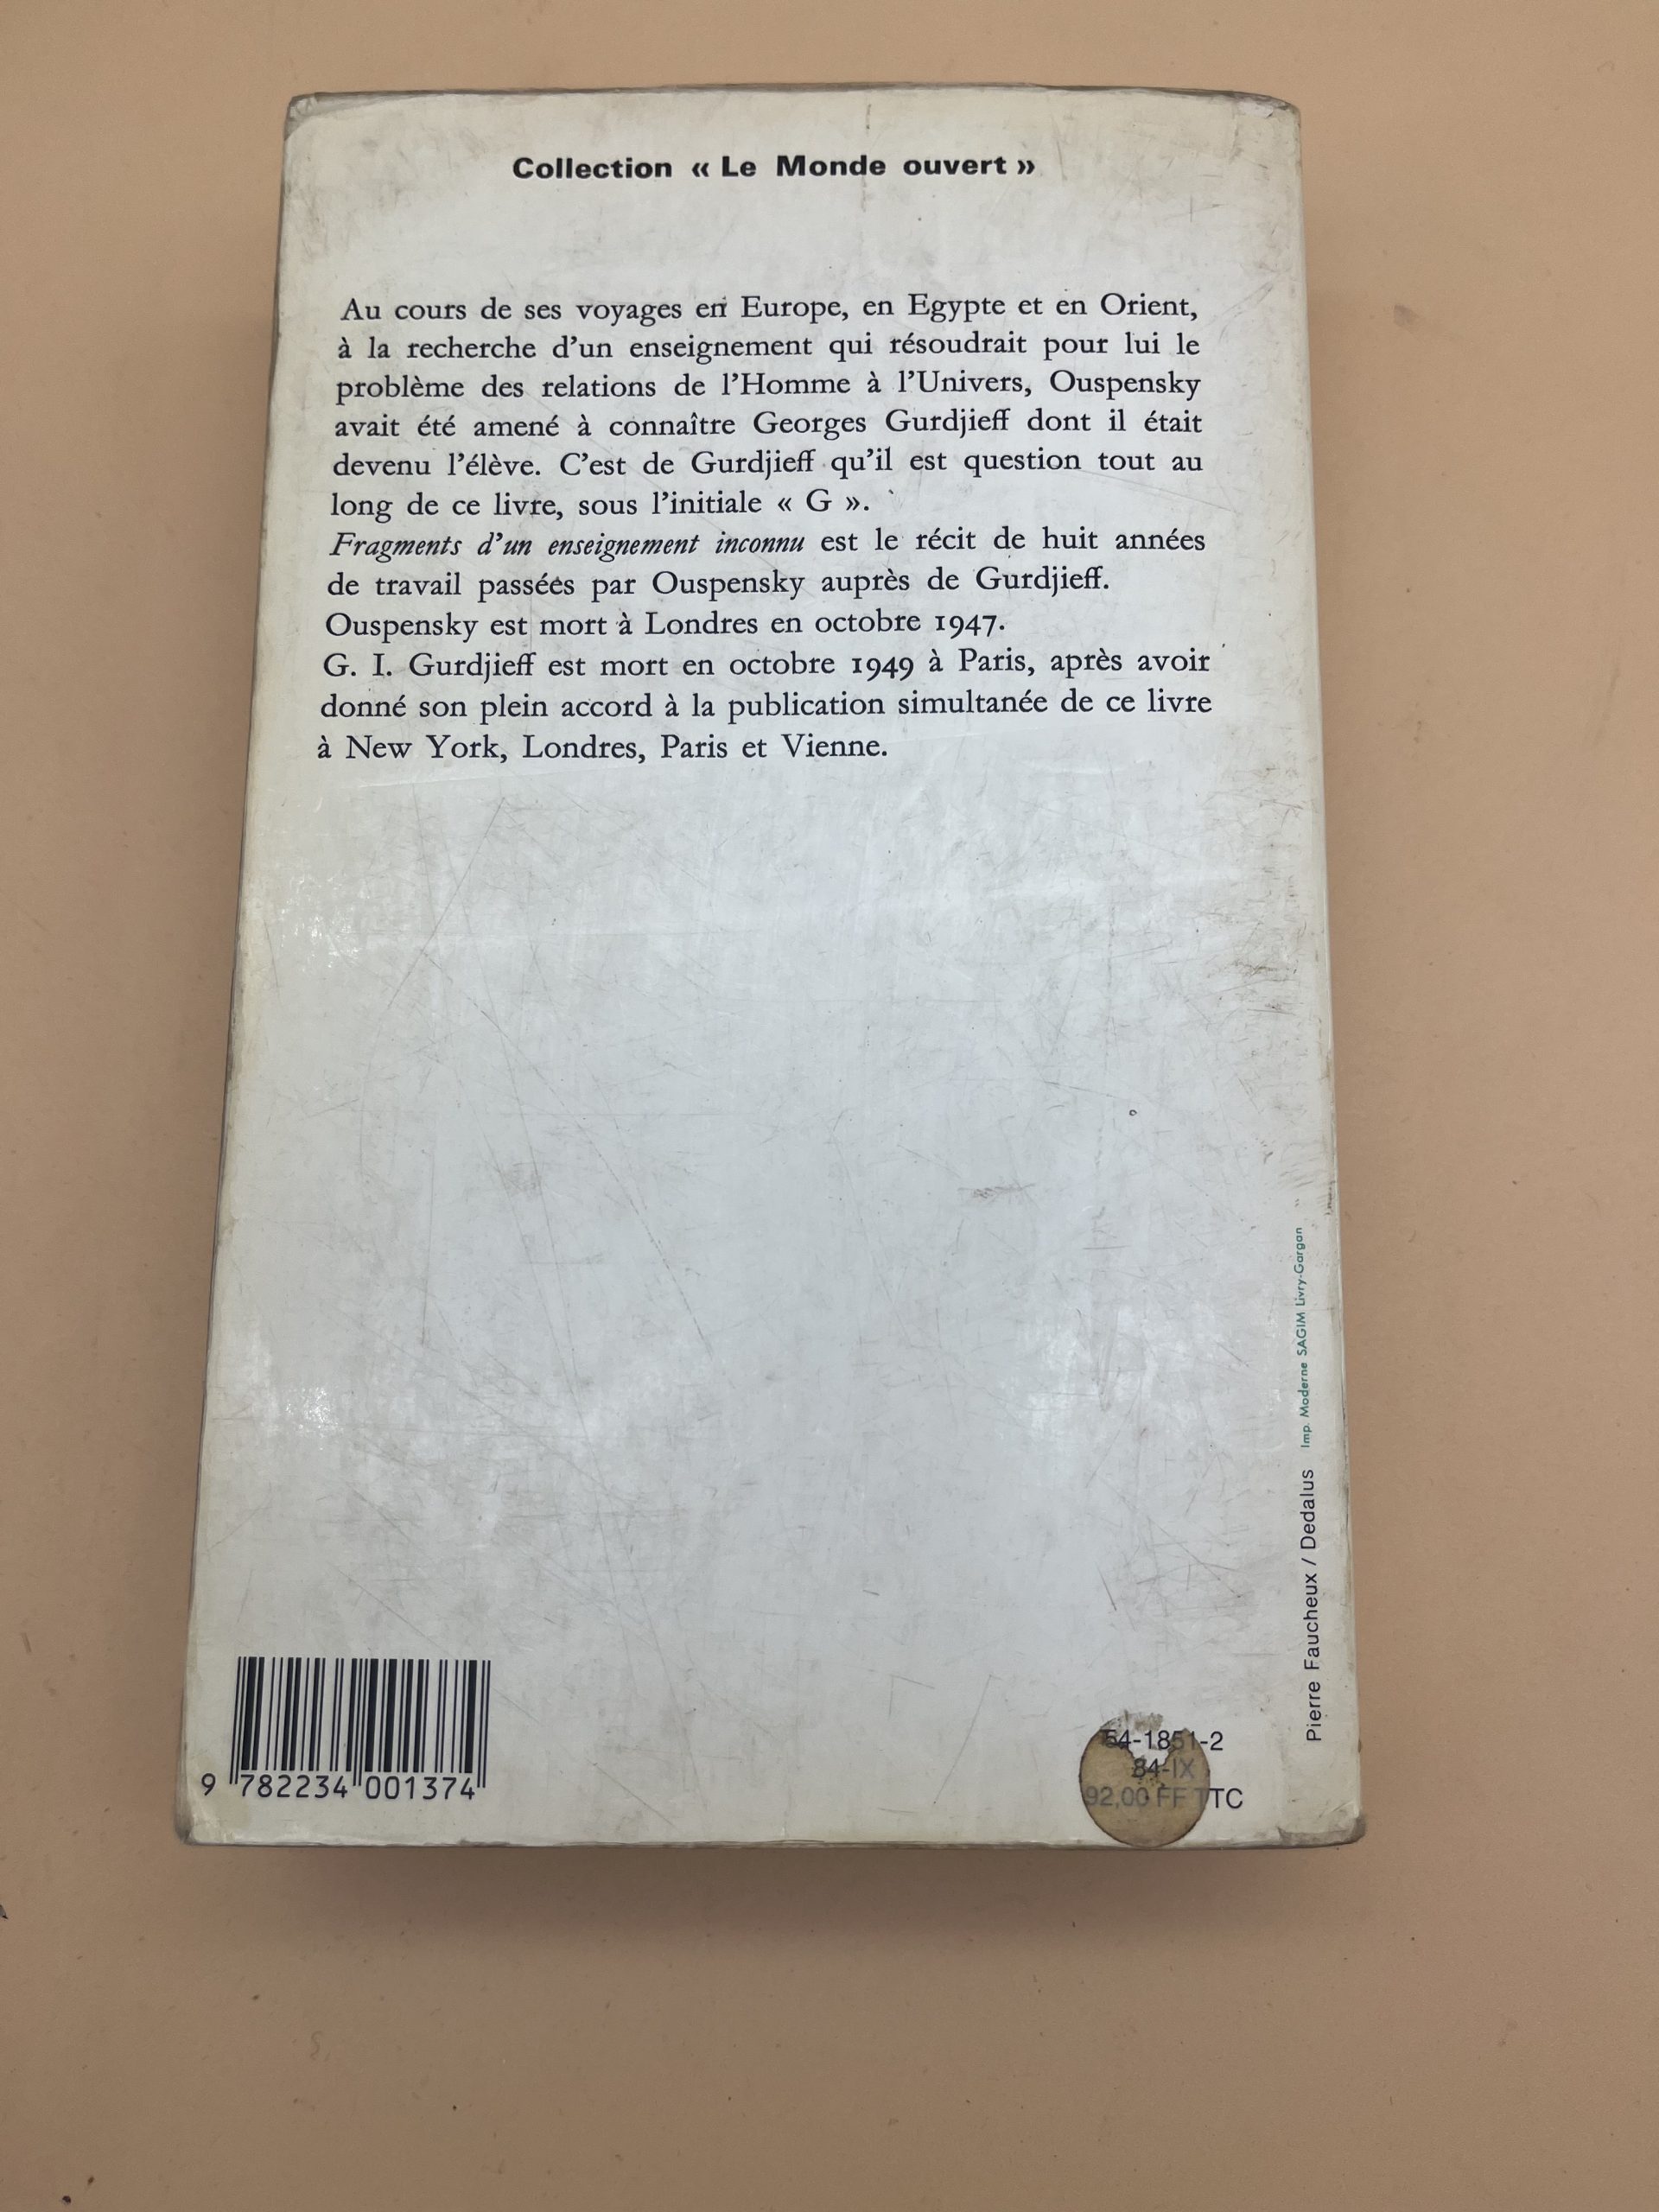 Collection « Le Monde ouvert »
Au cours de ses voyages en Europe, en Egypte et en Orient,
à la recherche d'un enseignement qui résoudrait pour lui le
problème des relations de l'Homme à l'Univers, Ouspensky
avait été amené à connaître Georges Gurdjieff dont il était
devenu l'élève. C'est de Gurdjieff qu'il est question tout au
long de ce livre, sous l'initiale « G ».
Fragments d'un enseignement inconnu est le récit de huit années
de travail passées par Ouspensky auprès de Gurdjieff.
Ouspensky est mort à Londres en octobre 1947.
G. I. Gurdjieff est mort en octobre 1949 à Paris, après avoir
donné son plein accord à la publication simultanée de ce livre
à New York, Londres, Paris et Vienne.
Imp. Moderne SAGIM Livry-Gargan
Pierre Faucheux / Dedalus
9 782234 001374
54-1851-2
84-IX
92,00 FF TTC